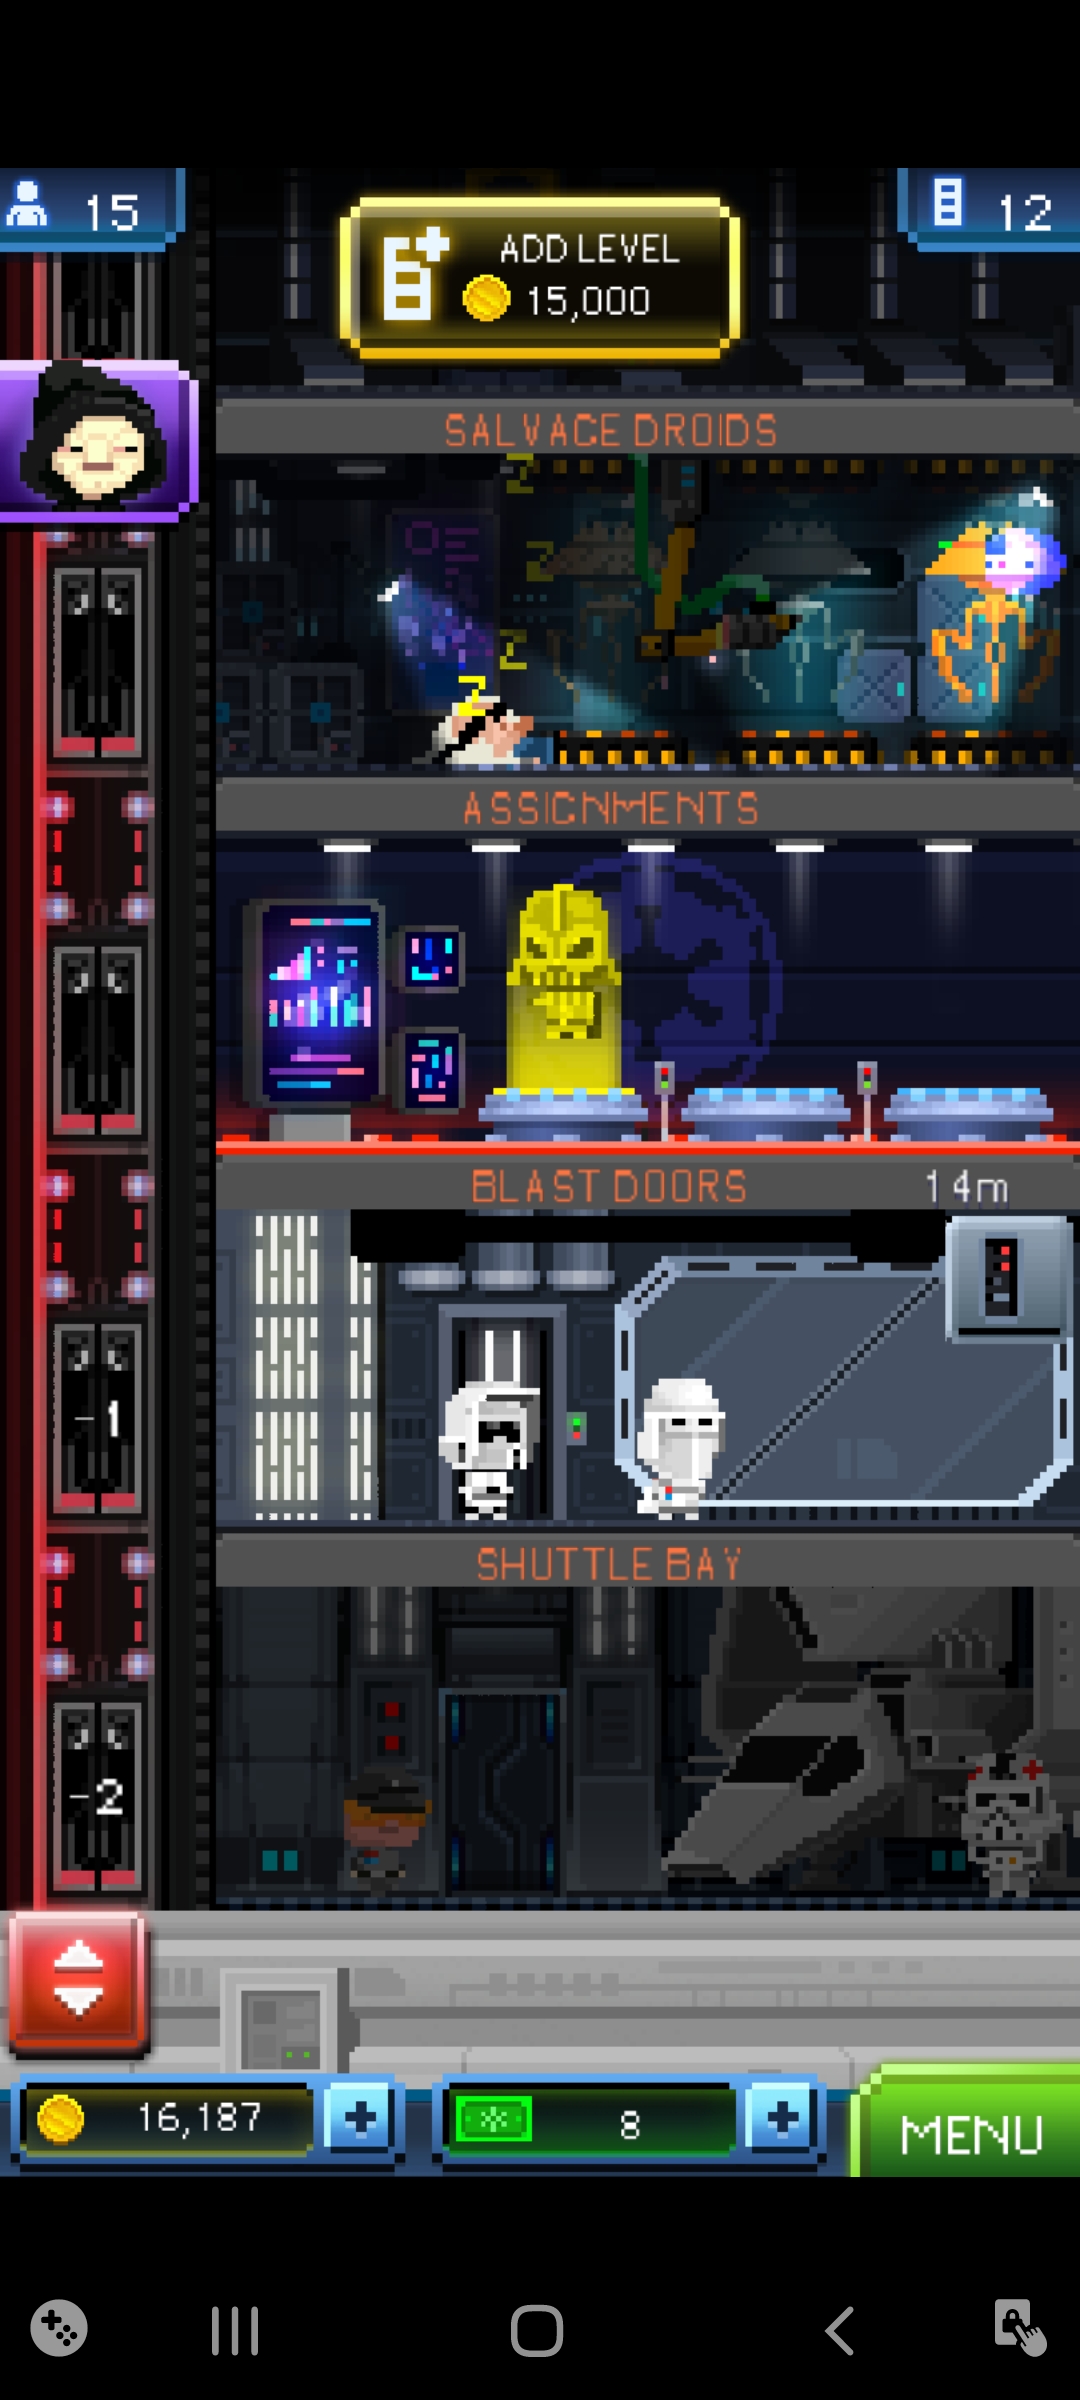 15
12
ADD LEVEL
15,000
SALVAGE DROIDS
Z
Z
Z
Z
ASSIGNMENTS
BLAST DOORS
14m
-1
SHUTTLE BAY
-2
16,187
8
MENU